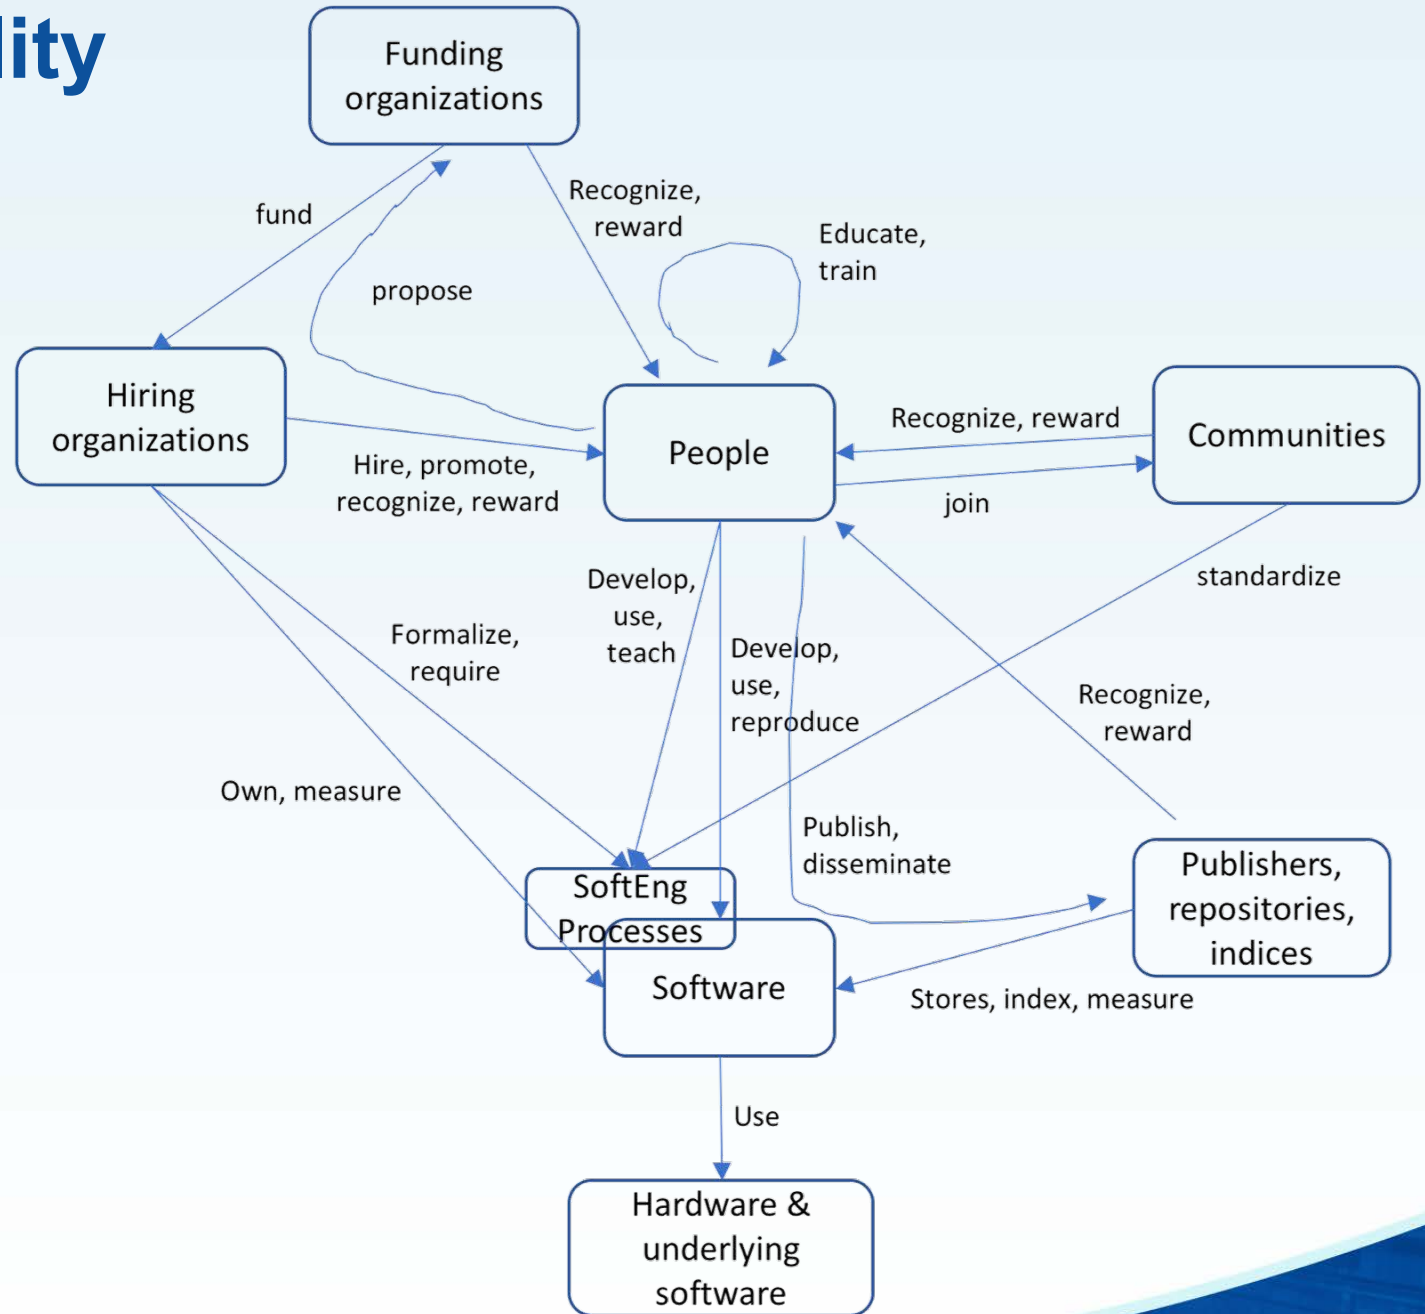 lity
Funding
organizations
fund
Recognize,
reward
Educate,
train
propose
Hiring
organizations
People
Communities
Recognize, reward
Hire, promote,
recognize, reward
join
standardize
Develop,
use,
teach
Formalize,
require
Develop,
use,
reproduce
Recognize,
reward
Own, measure
Publish,
disseminate
SoftEng
Processes
Publishers,
repositories,
indices
Software
Stores, index, measure
Use
Hardware &
underlying
software